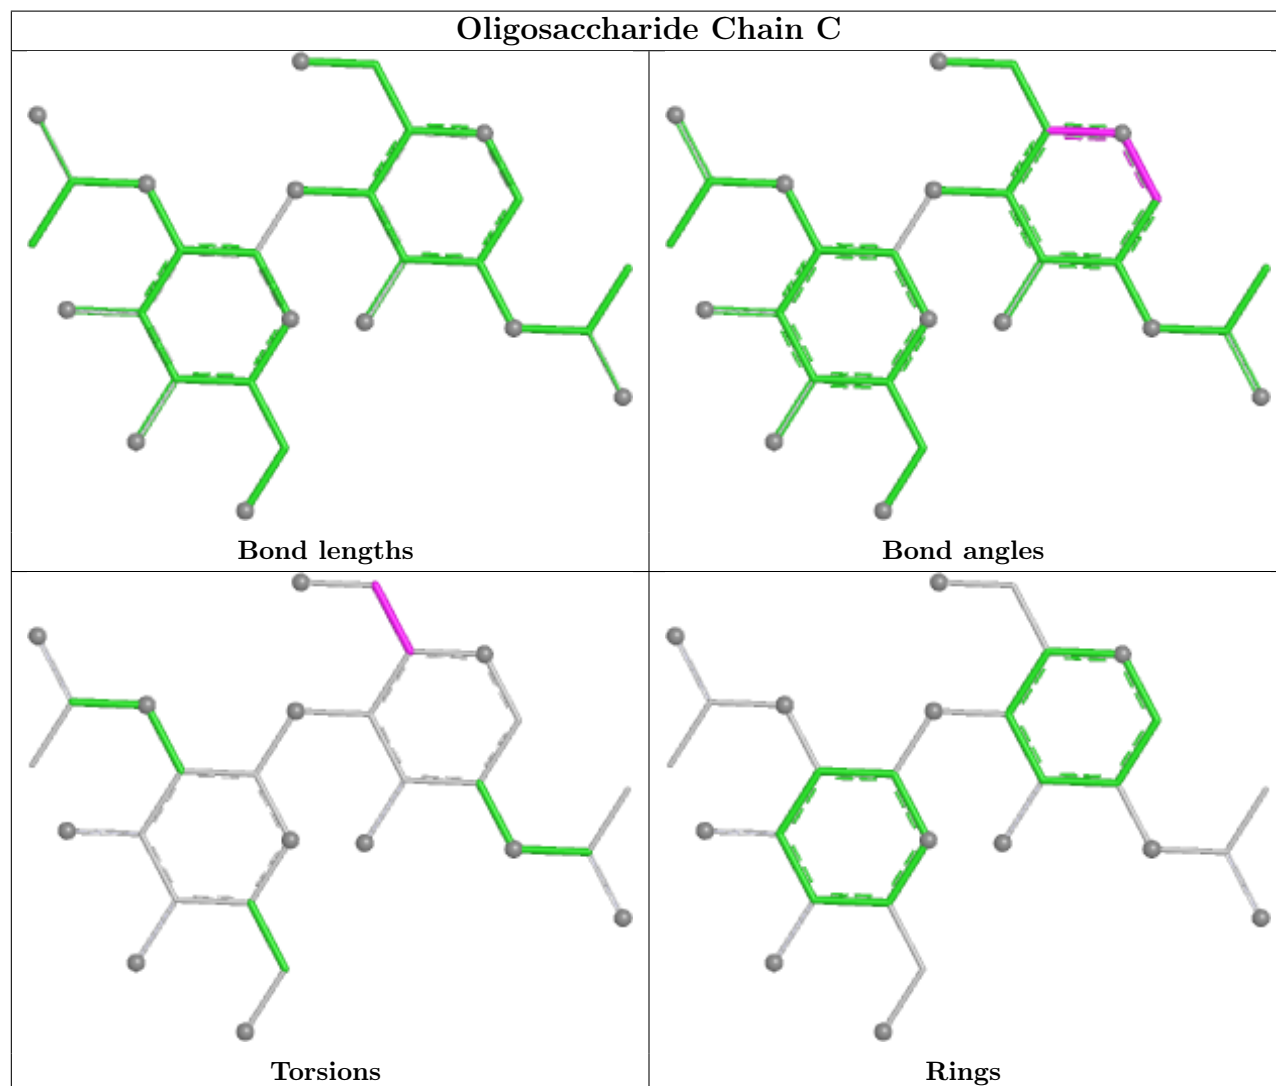 Oligosaccharide Chain C
Bond lengths
Bond angles
Torsions
Rings